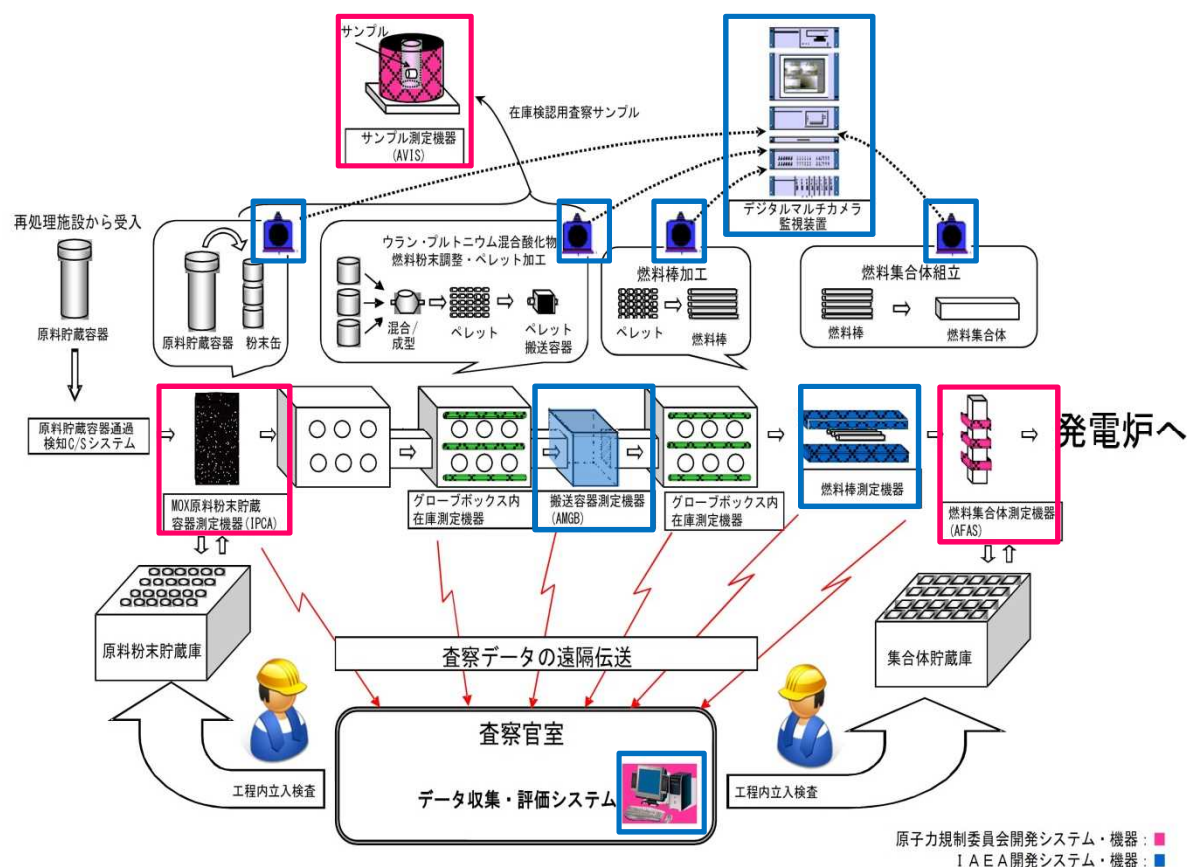 サンプル
在庫検認用査察サンプル
サンプル測定機器
(AVIS)
デジタルマルチカメラ
監視装置
再処理施設から受入
原料貯蔵容器
原料貯蔵容器
粉末缶
ウラン・プルトニウム混合酸化物
燃料粉末調整・ペレット加工
混合/
成型
ペレット
ペレット
搬送容器
燃料棒加工
ペレット
燃料棒
燃料集合体組立
燃料棒
燃料集合体
原料貯蔵容器通過
検知C/Sシステム
MOX原料粉末貯蔵
容器測定機器(IPCA)
グローブボックス内
在庫測定機器
搬送容器測定機器
(AMGB)
グローブボックス内
在庫測定機器
燃料棒測定機器
燃料集合体測定機器
(AFAS)
発電炉へ
原料粉末貯蔵庫
査察データの遠隔伝送
集合体貯蔵庫
査察官室
データ収集・評価システム
工程内立入検査
工程内立入検査
原子力規制委員会開発システム・機器：
ＩＡＥＡ開発システム・機器：